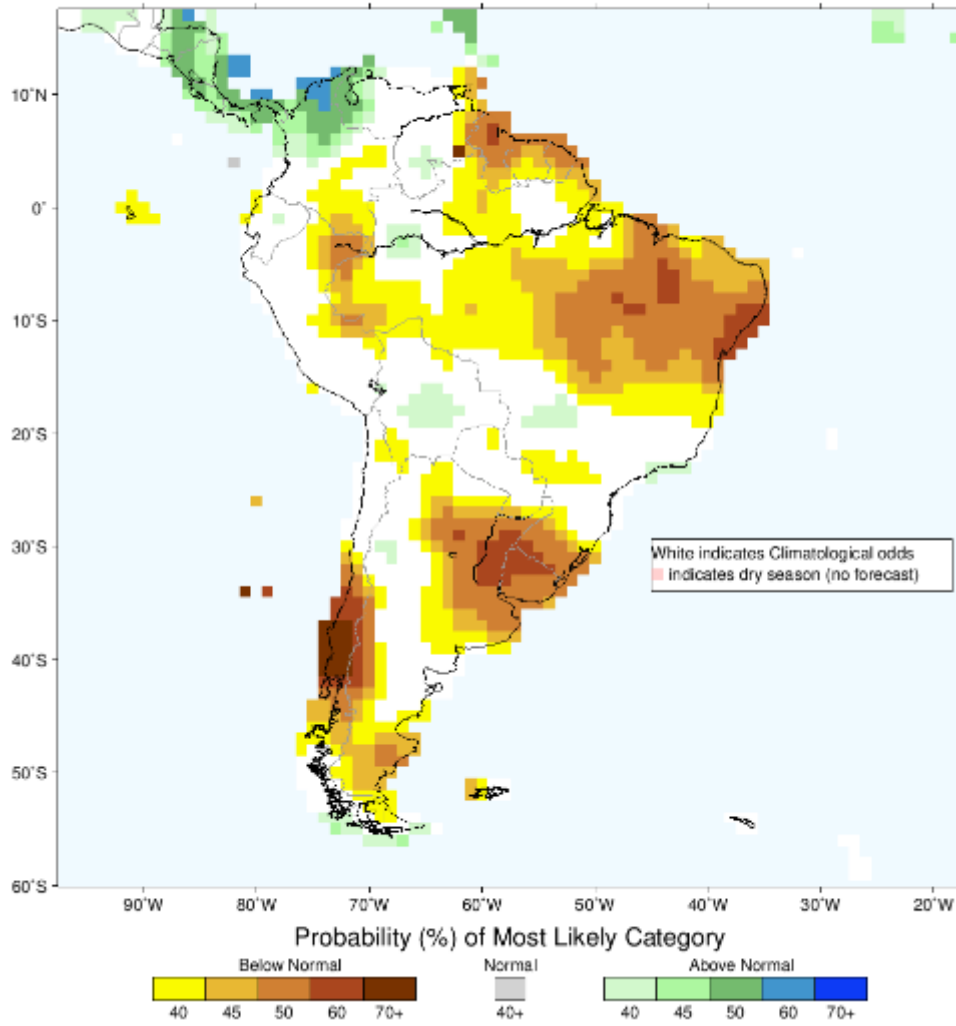 10˚N
0˚
10˚S
20˚S
30˚S
40˚S
50˚S
60˚S
White indicates Climatological odds
indicates dry season (no forecast)
90˚W 80˚W 70˚W 60˚W 50˚W 40˚W 30˚W 20˚W
Probability (%) of Most Likely Category
Below Normal Normal Above Normal
40 45 50 60 70+ 40+ 40 45 50 60 70+